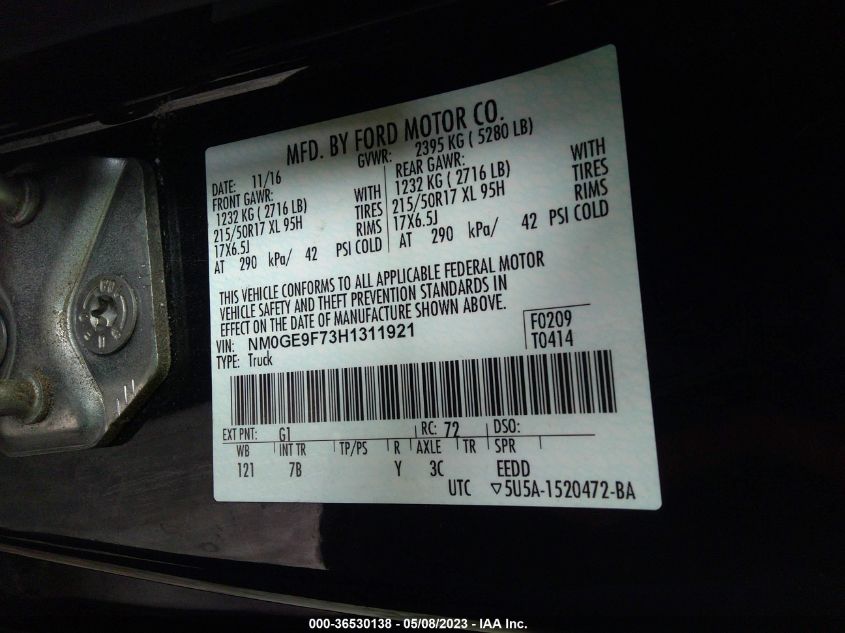 MFD. BY FORD MOTOR CO.
DATE: 11/16 GVWR: 2395 KG ( 5280 LB)
FRONT GAWR: REAR GAWR:
1232 KG ( 2716 LB) WITH 1232 KG ( 2716 LB) WITH
215/50R17 XL 95H TIRES 215/50R17 XL 95H TIRES
17X6.5J RIMS 17X6.5J RIMS
AT 290 kPa/ 42 PSI COLD AT 290 kPa/ 42 PSI COLD
THIS VEHICLE CONFORMS TO ALL APPLICABLE FEDERAL MOTOR
VEHICLE SAFETY AND THEFT PREVENTION STANDARDS IN
EFFECT ON THE DATE OF MANUFACTURE SHOWN ABOVE.
VIN: NM0GE9F73H1311921 F0209
TYPE: Truck T0414
EXT PNT: G1 RC: 72 DSO:
WB INT TR TP/PS R AXLE TR SPR
121 7B Y 3C EEDD
UTC ▽5U5A-1520472-BA
000-36530138 - 05/08/2023 - IAA Inc.